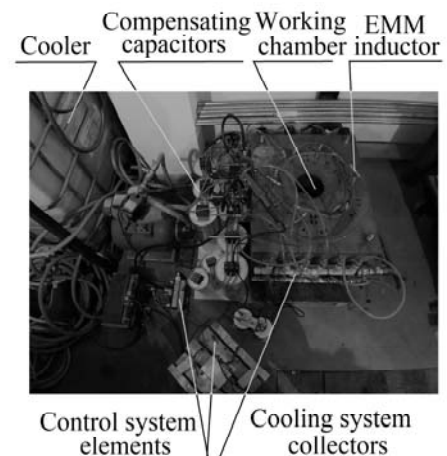 Compensating
capacitors
Working
chamber
EMM
inductor
Cooler
Control system
elements
Cooling system
collectors